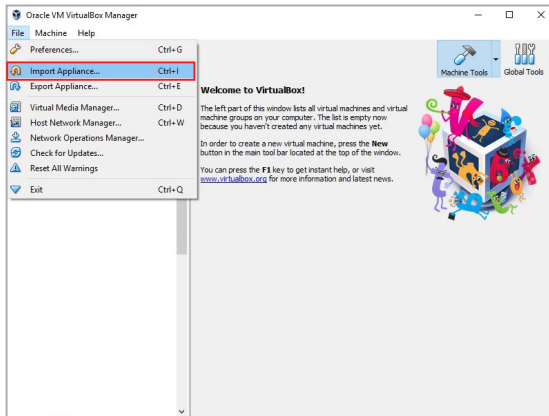 Oracle VM VirtualBox Manager
File Machine Help
Preferences... Ctrl+G
Import Appliance... Ctrl+I
Export Appliance... Ctrl+E
Virtual Media Manager... Ctrl+D
Host Network Manager... Ctrl+W
Network Operations Manager...
Check for Updates...
Reset All Warnings
Exit Ctrl+Q
Machine Tools
Global Tools
Welcome to VirtualBox!
The left part of this window lists all virtual machines and virtual
machine groups on your computer. The list is empty now
because you haven't created any virtual machines yet.
In order to create a new virtual machine, press the New
button in the main tool bar located at the top of the window.
You can press the F1 key to get instant help, or visit
www.virtualbox.org for more information and latest news.